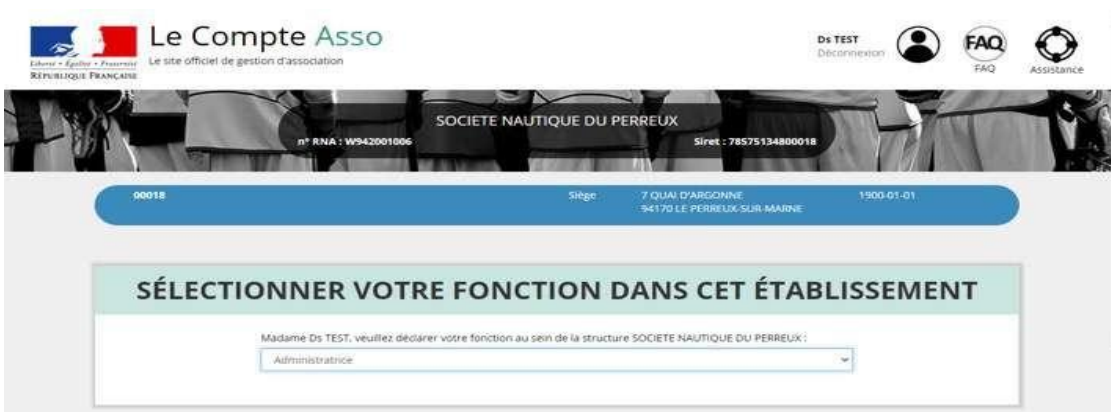 Le Compte Asso
Le site officiel de gestion d'association
Liberté • Égalité • Fraternité
RÉPUBLIQUE FRANÇAISE
Ds TEST
Déconnexion
FAQ
FAQ
Assistance
SOCIETE NAUTIQUE DU PERREUX
n° RNA : W942001006 Siret : 78575134800018
00018 Siège 7 QUAI D'ARGONNE 1900-01-01
94170 LE PERREUX-SUR-MARNE
SÉLECTIONNER VOTRE FONCTION DANS CET ÉTABLISSEMENT
Madame Ds TEST, veuillez déclarer votre fonction au sein de la structure SOCIETE NAUTIQUE DU PERREUX :
Administratrice